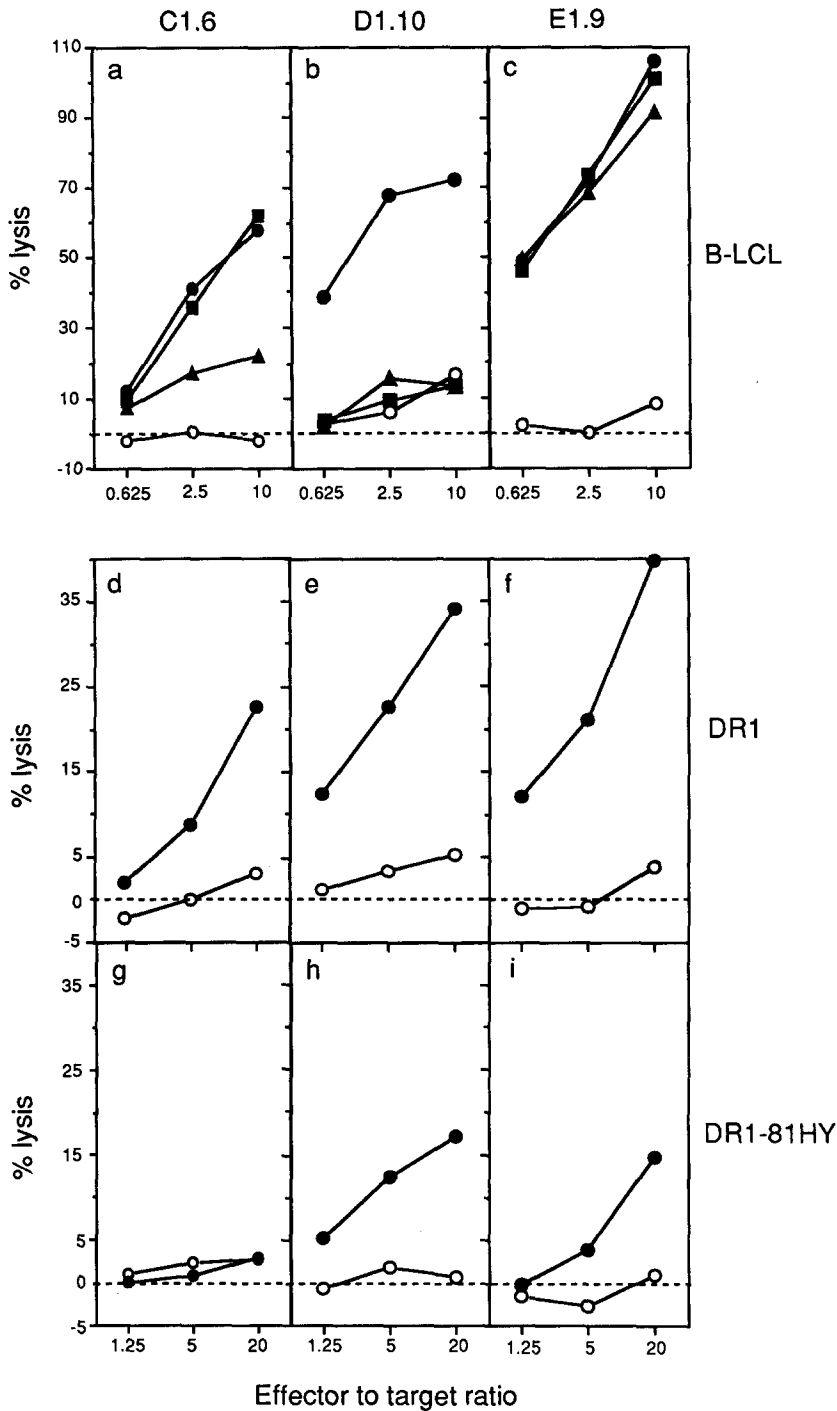 C1.6 D1.10 E1.9
a b c
110
90
70
50
30
10
-10
% lysis
B-LCL
0.625 2.5 10 0.625 2.5 10 0.625 2.5 10
d e f
35
25
15
5
0
-5
% lysis
DR1
g h i
35
25
15
5
0
-5
% lysis
DR1-81HY
1.25 5 20 1.25 5 20 1.25 5 20
Effector to target ratio